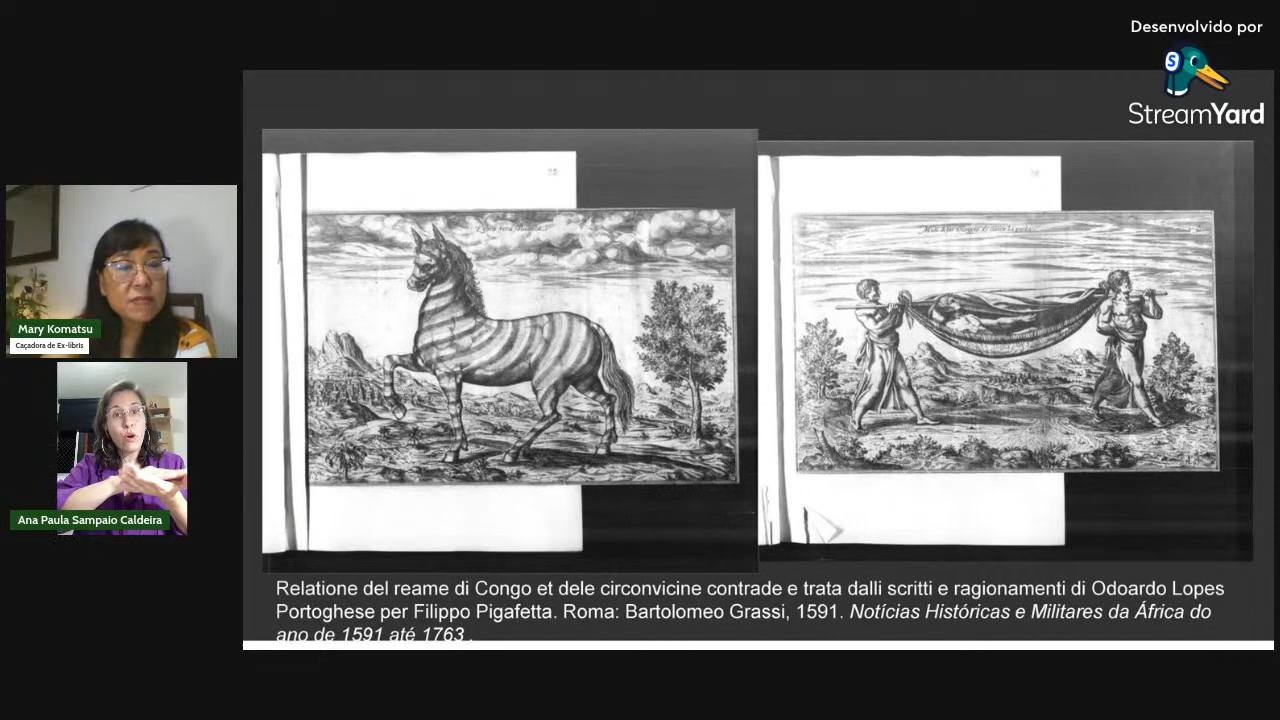 Desenvolvido por
StreamYard
Mary Komatsu
Caçadora de Ex-libris
Ana Paula Sampaio Caldeira
Relatione del reame di Congo et dele circonvicine contrade e trata dalli scritti e ragionamenti di Odoardo Lopes
Portoghese per Filippo Pigafetta. Roma: Bartolomeo Grassi, 1591. Notícias Históricas e Militares da África do
ano de 1591 até 1763 .